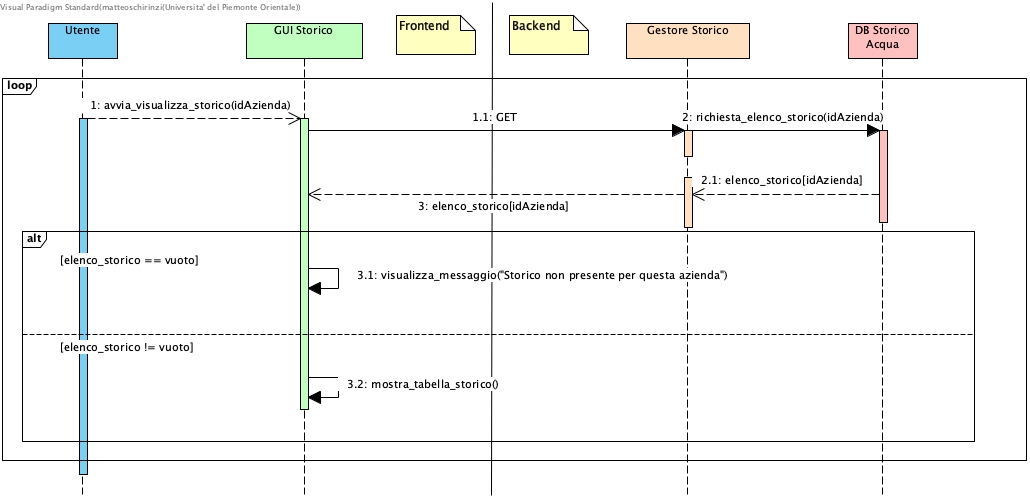 Visual Paradigm Standard(matteoschirinzi(Universita' del Piemonte Orientale))
Utente
GUI Storico
Frontend
Backend
Gestore Storico
DB Storico
Acqua
loop
1: avvia_visualizza_storico(idAzienda)
1.1: GET
2: richiesta_elenco_storico(idAzienda)
2.1: elenco_storico[idAzienda]
3: elenco_storico[idAzienda]
alt
[elenco_storico == vuoto]
3.1: visualizza_messaggio("Storico non presente per questa azienda")
[elenco_storico != vuoto]
3.2: mostra_tabella_storico()